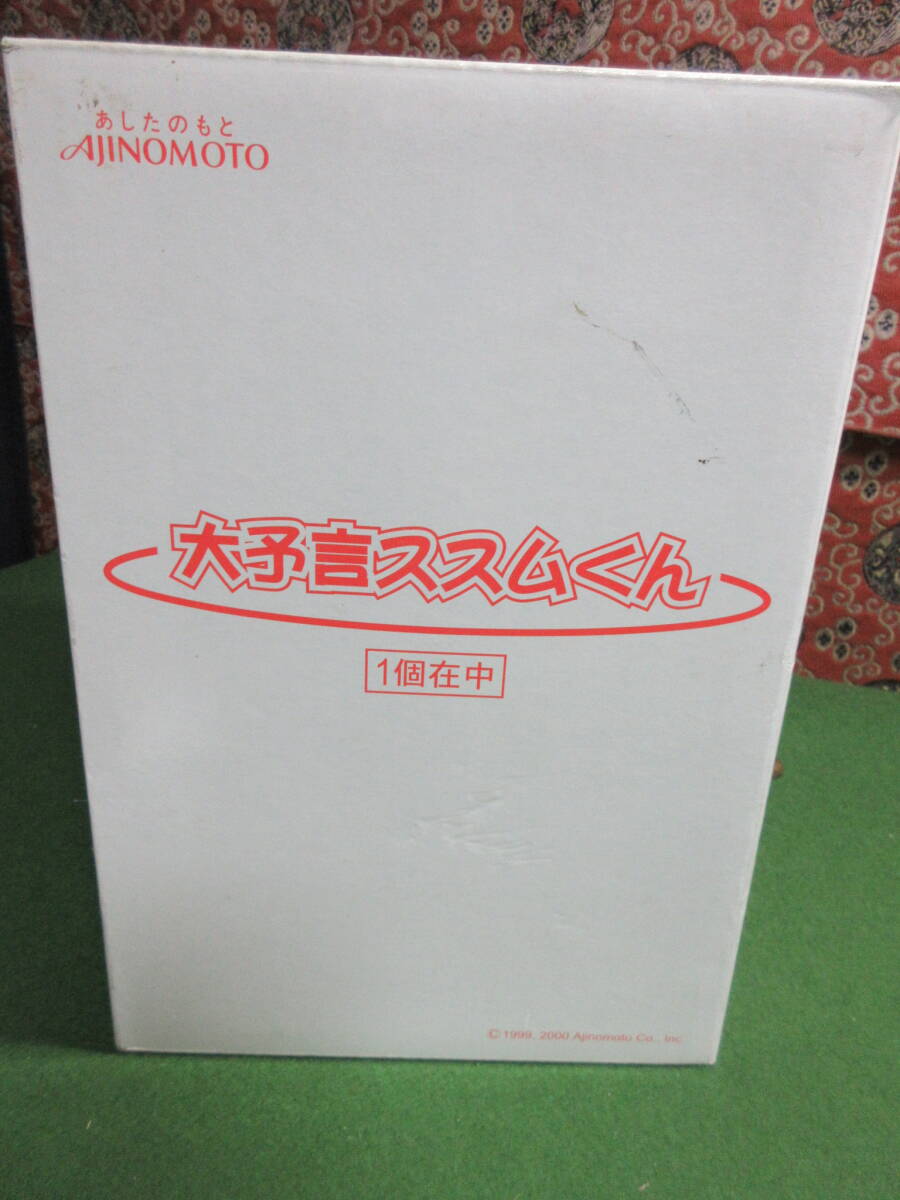 あしたのもと
AJINOMOTO
大予言ススムくん
1個在中
© 1999, 2000 Ajinomoto Co., Inc